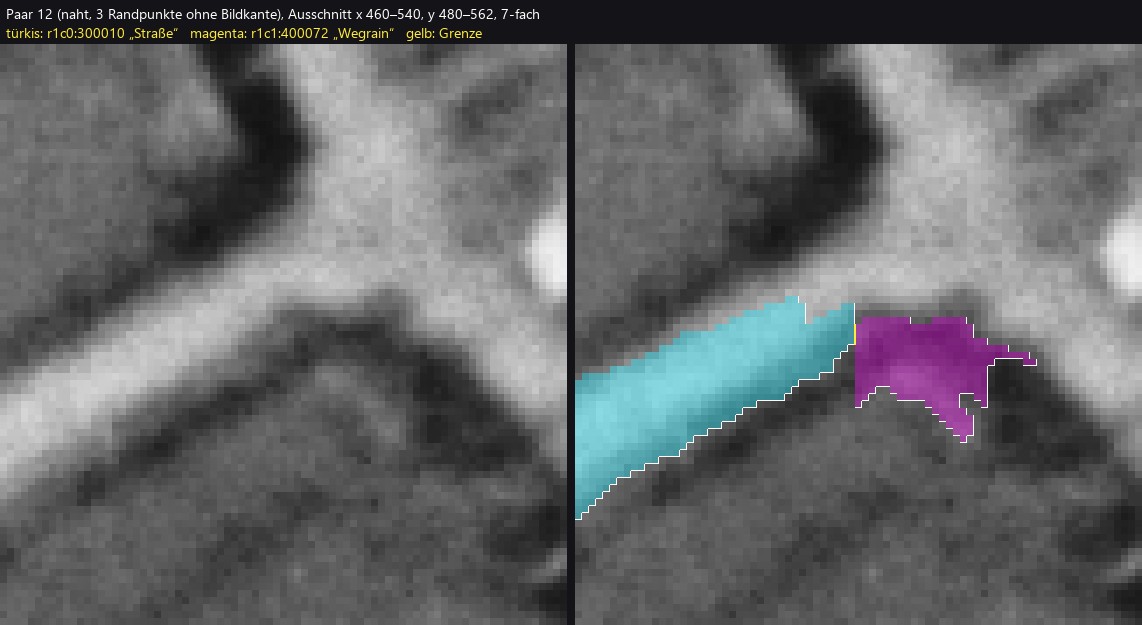 Paar 12 (naht, 3 Randpunkte ohne Bildkante), Ausschnitt x 460–540, y 480–562, 7-fach
türkis: r1c0:300010 „Straße“ magenta: r1c1:400072 „Wegrain“ gelb: Grenze